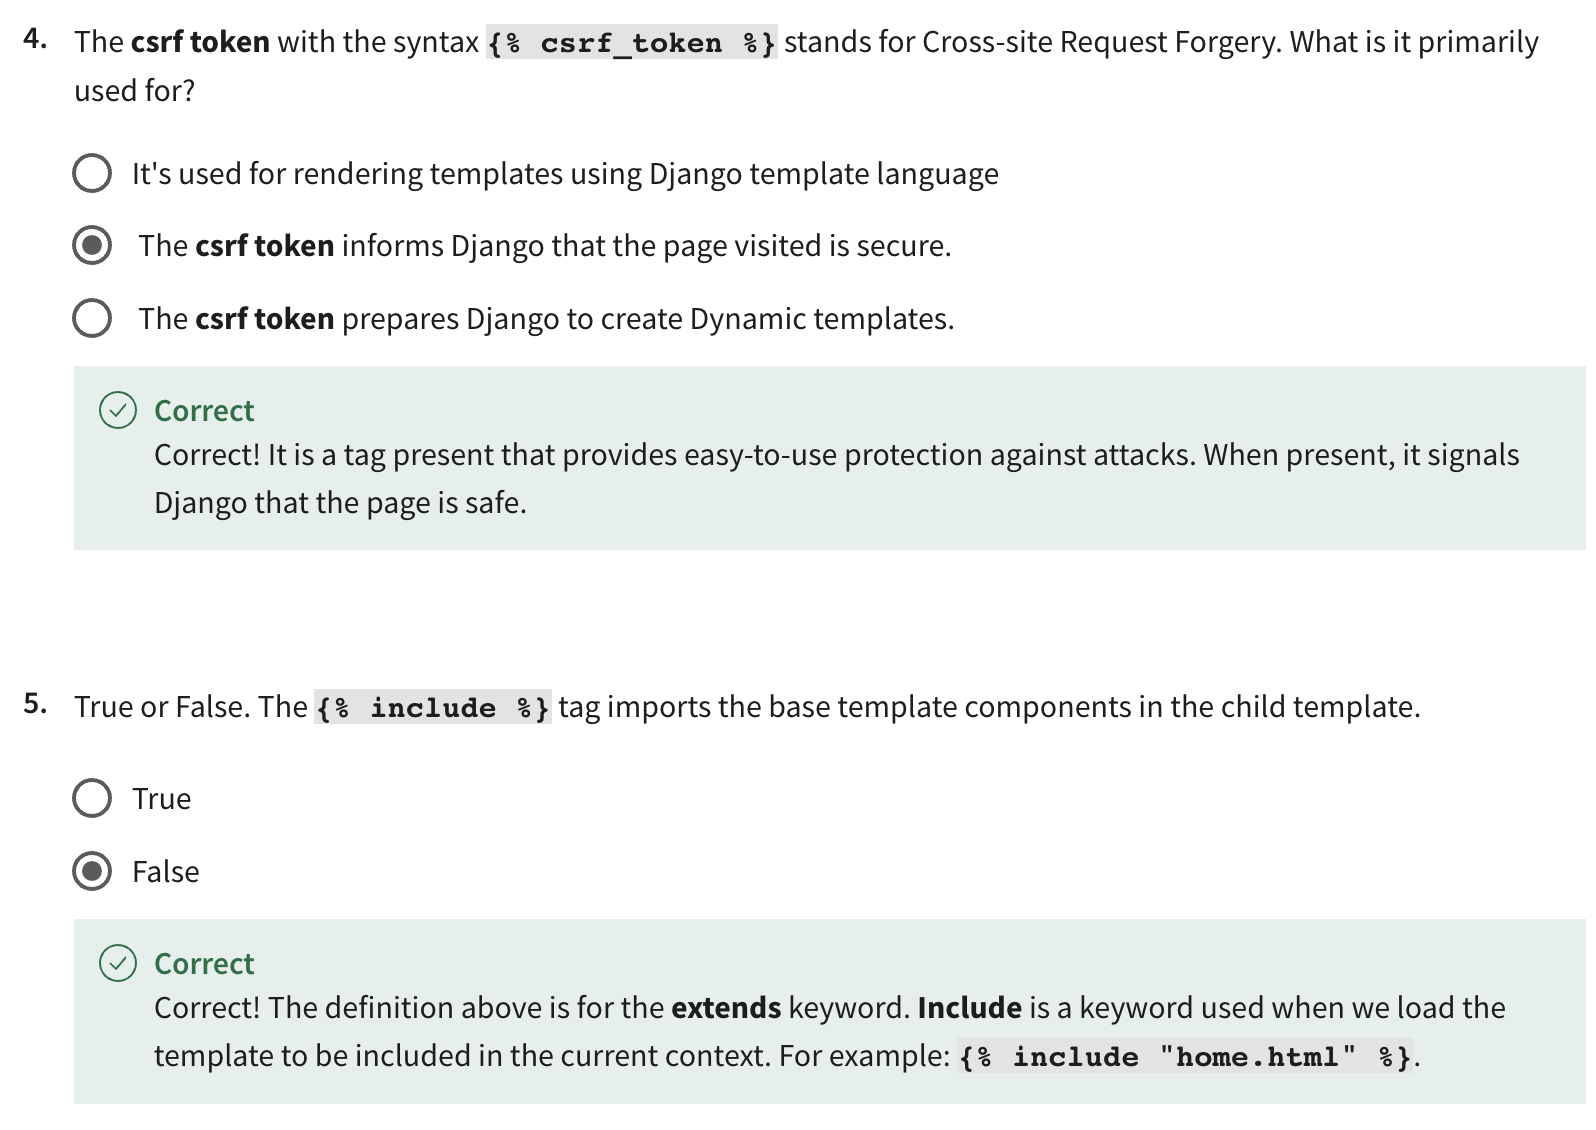 4. The csrf token with the syntax {% csrf_token %} stands for Cross-site Request Forgery. What is it primarily
used for?
It's used for rendering templates using Django template language
The csrf token informs Django that the page visited is secure.
The csrf token prepares Django to create Dynamic templates.
Correct
Correct! It is a tag present that provides easy-to-use protection against attacks. When present, it signals
Django that the page is safe.
5. True or False. The {% include %} tag imports the base template components in the child template.
True
False
Correct
Correct! The definition above is for the extends keyword. Include is a keyword used when we load the
template to be included in the current context. For example: {% include "home.html" %}.